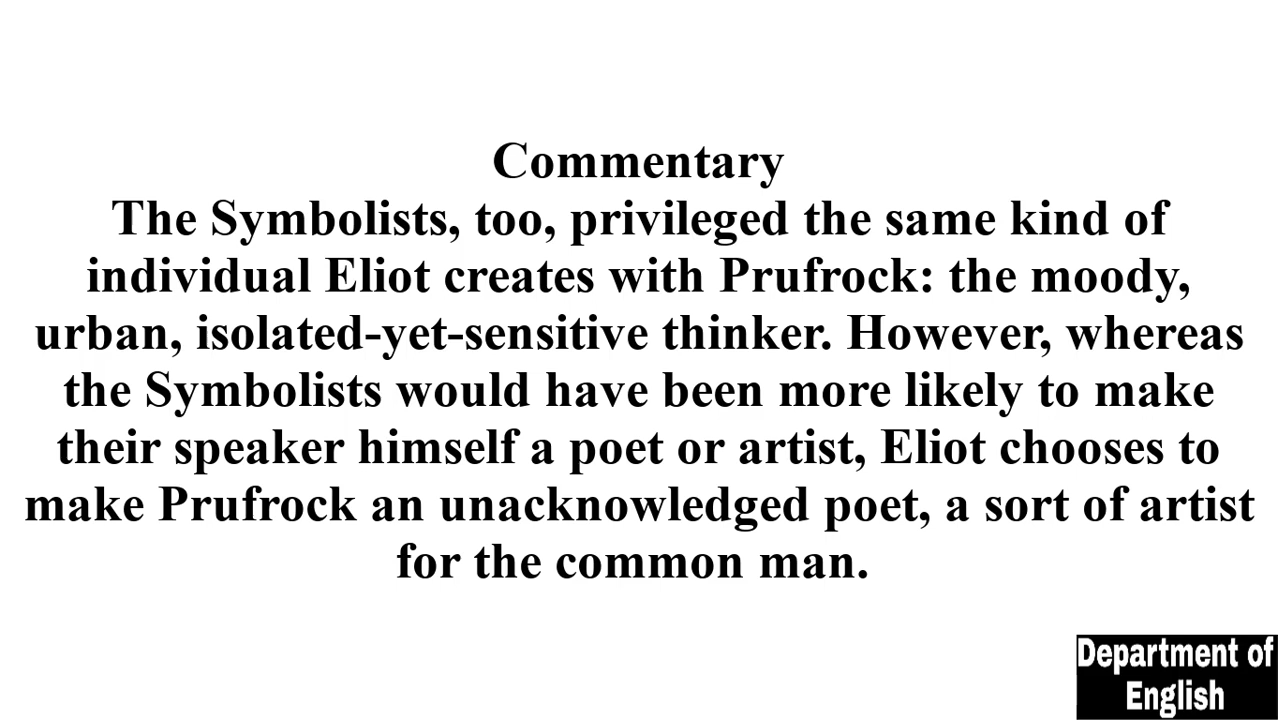 Commentary
The Symbolists, too, privileged the same kind of
individual Eliot creates with Prufrock: the moody,
urban, isolated-yet-sensitive thinker. However, whereas
the Symbolists would have been more likely to make
their speaker himself a poet or artist, Eliot chooses to
make Prufrock an unacknowledged poet, a sort of artist
for the common man.
Department of
English